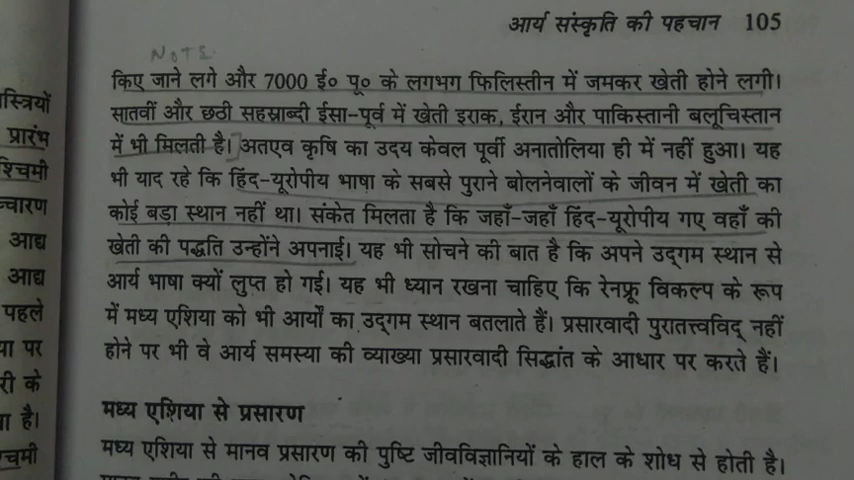 आर्य संस्कृति की पहचान 105
NOTE
किए जाने लगे और 7000 ई० पू० के लगभग फिलिस्तीन में जमकर खेती होने लगी।
सातवीं और छठी सहस्राब्दी ईसा-पूर्व में खेती इराक, ईरान और पाकिस्तानी बलूचिस्तान
में भी मिलती है।] अतएव कृषि का उदय केवल पूर्वी अनातोलिया ही में नहीं हुआ। यह
भी याद रहे कि हिंद-यूरोपीय भाषा के सबसे पुराने बोलनेवालों के जीवन में खेती का
कोई बड़ा स्थान नहीं था। संकेत मिलता है कि जहाँ-जहाँ हिंद-यूरोपीय गए वहाँ की
खेती की पद्धति उन्होंने अपनाई। यह भी सोचने की बात है कि अपने उद्‌गम स्थान से
आर्य भाषा क्यों लुप्त हो गई। यह भी ध्यान रखना चाहिए कि रेनफ्रू विकल्प के रूप
में मध्य एशिया को भी आर्यों का उद्‌गम स्थान बतलाते हैं। प्रसारवादी पुरातत्त्वविद् नहीं
होने पर भी वे आर्य समस्या की व्याख्या प्रसारवादी सिद्धांत के आधार पर करते हैं।
मध्य एशिया से प्रसारण
मध्य एशिया से मानव प्रसारण की पुष्टि जीवविज्ञानियों के हाल के शोध से होती है।
स्त्रियों
प्रारंभ
श्चिमी
च्चारण
आद्य
आद्य
पहले
या पर
री के
ा है।
चमी